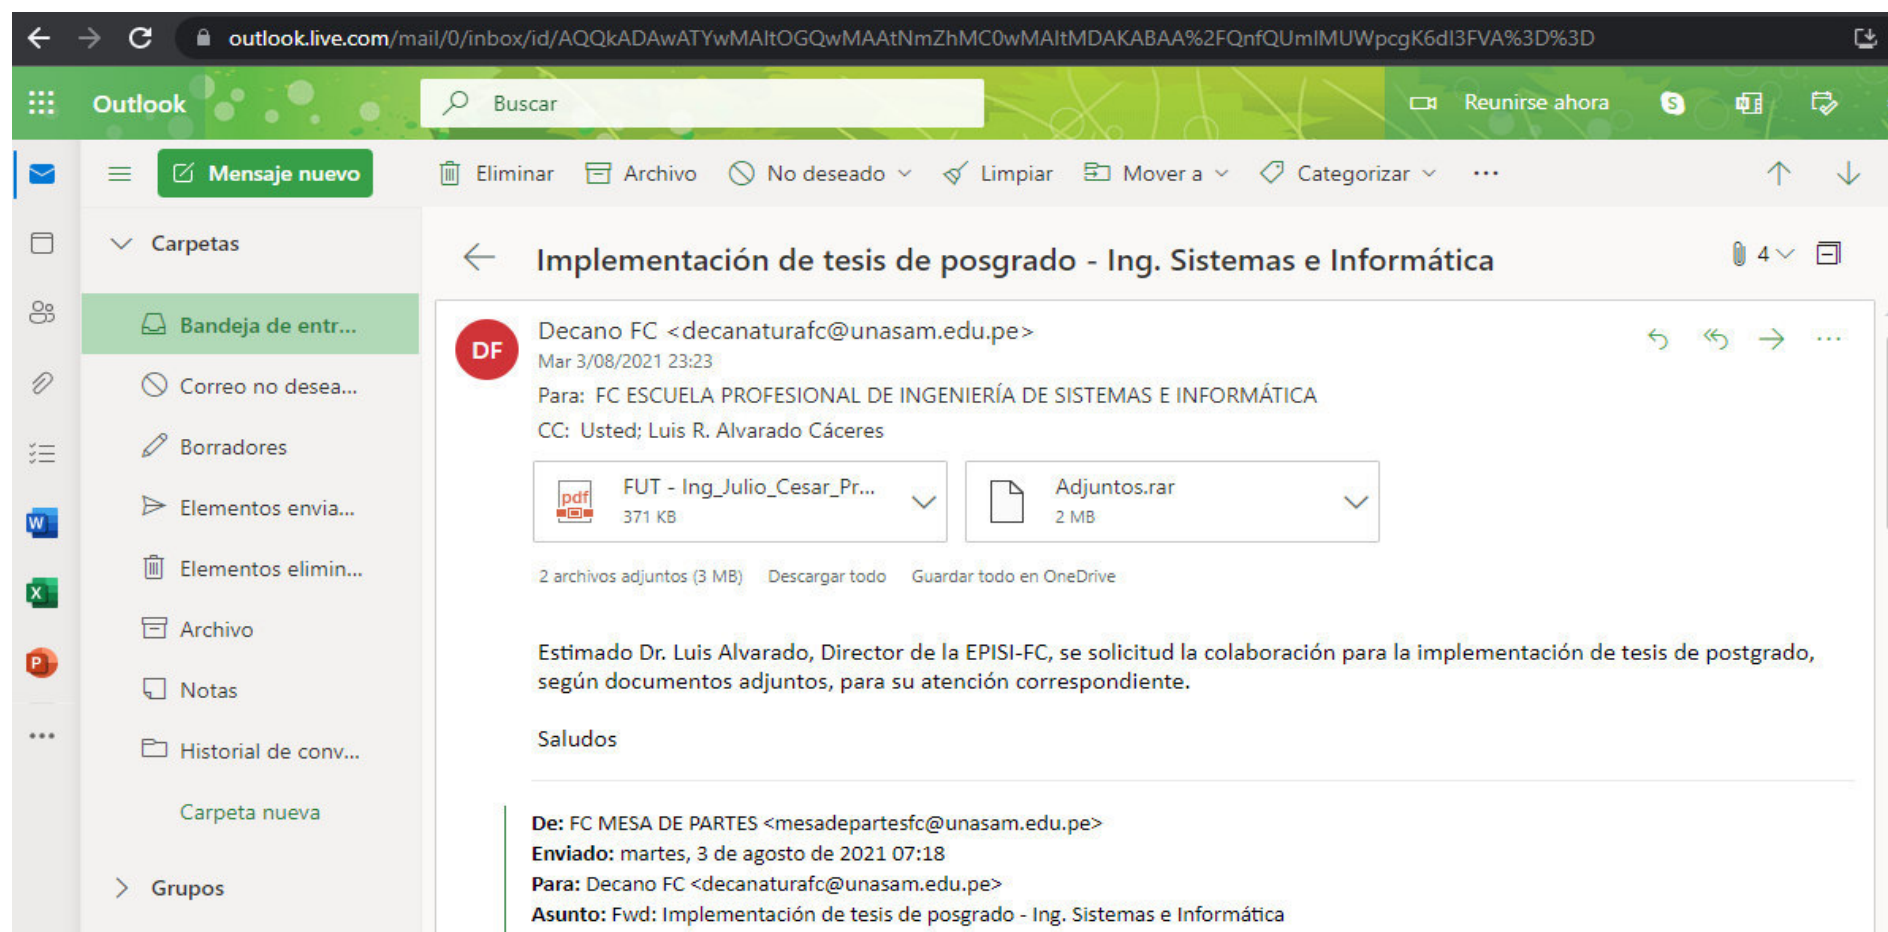 outlook.live.com/mail/0/inbox/id/AQQkADAwATYwMAItOGQwMAAtNmZhMC0wMAItMDAKABAA%2FQnfQUmIMUWpcgK6dI3FVA%3D%3D
Outlook
Buscar
Reunirse ahora
Mensaje nuevo
Eliminar
Archivo
No deseado
Limpiar
Mover a
Categorizar
Carpetas
Implementación de tesis de posgrado - Ing. Sistemas e Informática
4
Bandeja de entr...
Correo no desea...
Borradores
Elementos envia...
Elementos elimin...
Archivo
Notas
Historial de conv...
Carpeta nueva
Grupos
DF
Decano FC <decanaturafc@unasam.edu.pe>
Mar 3/08/2021 23:23
Para: FC ESCUELA PROFESIONAL DE INGENIERÍA DE SISTEMAS E INFORMÁTICA
CC: Usted; Luis R. Alvarado Cáceres
pdf
FUT - Ing_Julio_Cesar_Pr...
371 KB
Adjuntos.rar
2 MB
2 archivos adjuntos (3 MB) Descargar todo Guardar todo en OneDrive
Estimado Dr. Luis Alvarado, Director de la EPISI-FC, se solicitud la colaboración para la implementación de tesis de postgrado,
según documentos adjuntos, para su atención correspondiente.
Saludos
De: FC MESA DE PARTES <mesadepartesfc@unasam.edu.pe>
Enviado: martes, 3 de agosto de 2021 07:18
Para: Decano FC <decanaturafc@unasam.edu.pe>
Asunto: Fwd: Implementación de tesis de posgrado - Ing. Sistemas e Informática